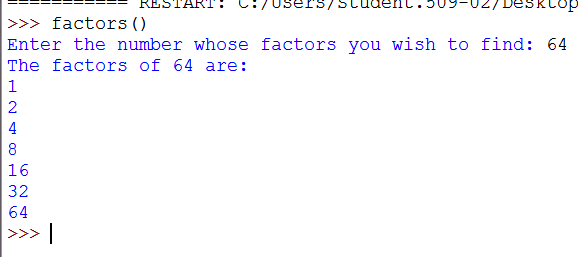 =========== RESTART: C:/Users/Student.509-02/Desktop
>>> factors()
Enter the number whose factors you wish to find: 64
The factors of 64 are:
1
2
4
8
16
32
64
>>>